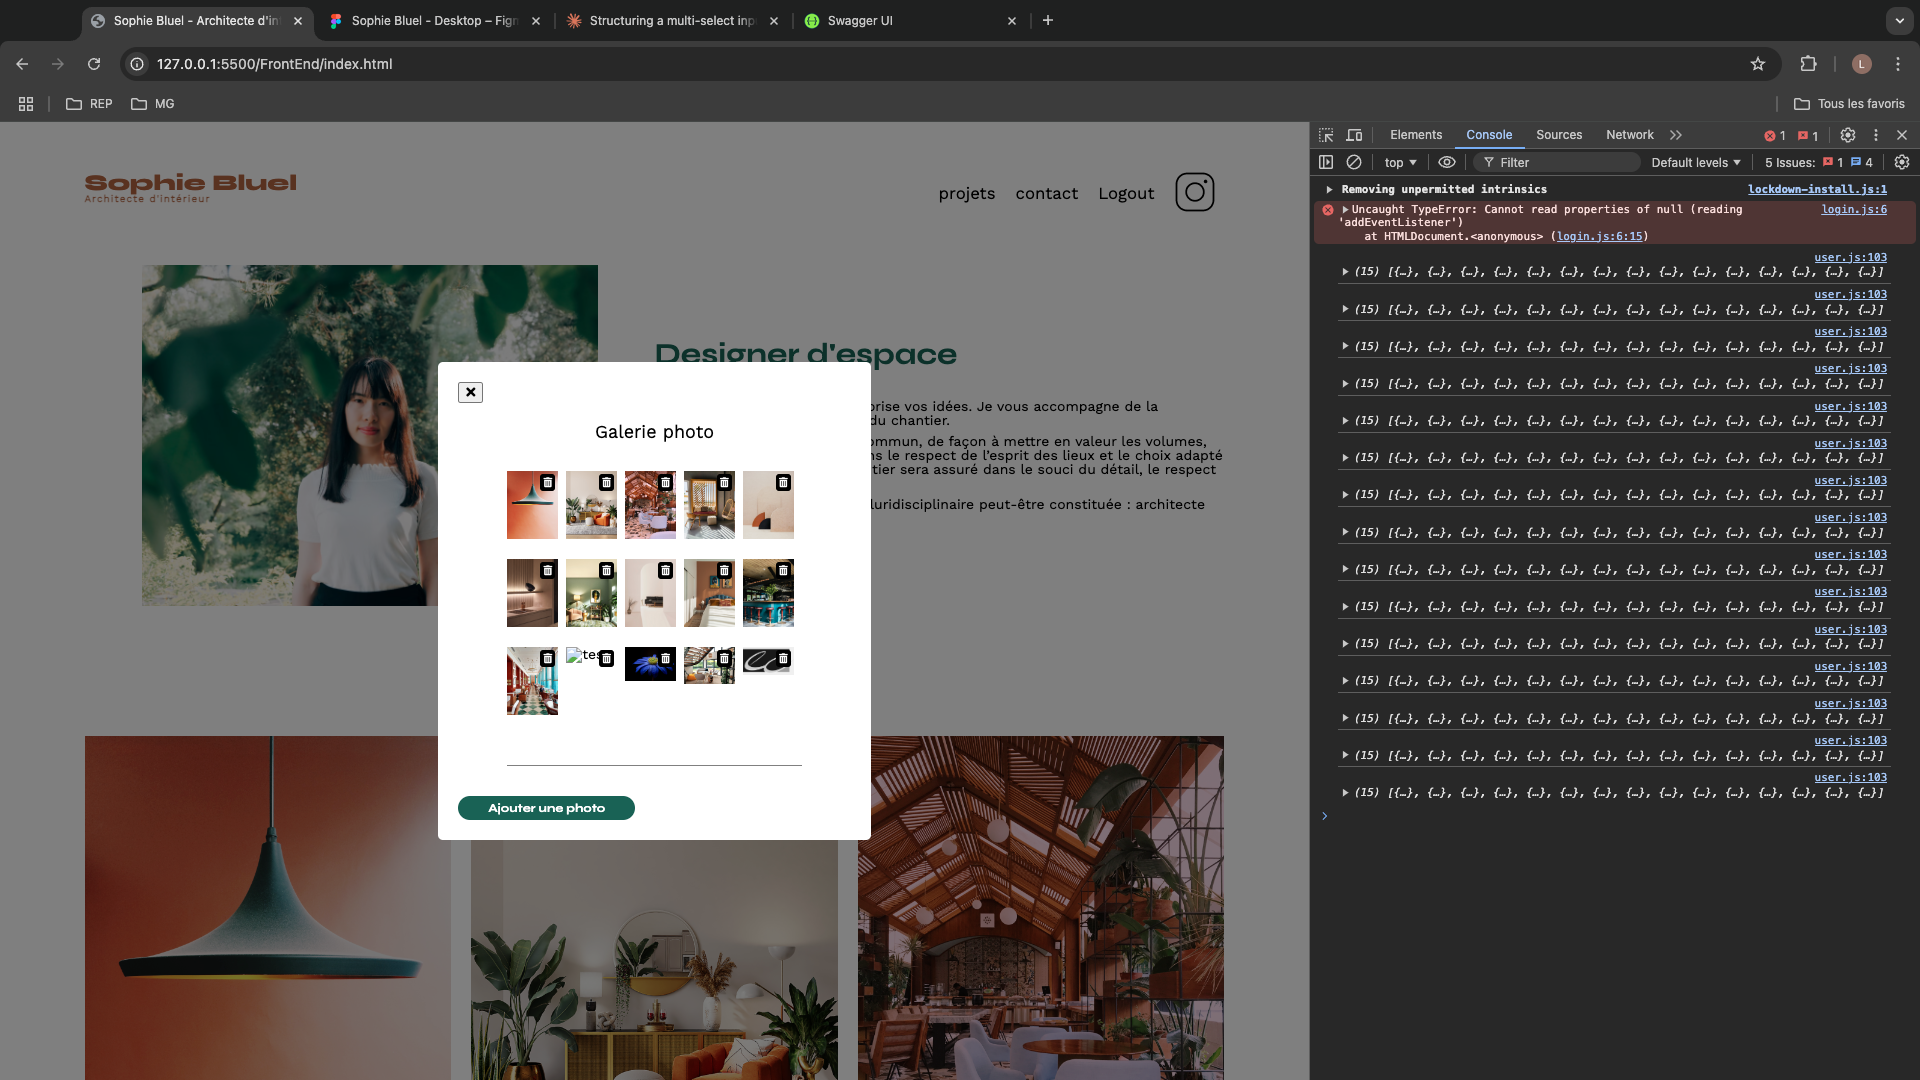 Sophie Bluel - Architecte d'in
Sophie Bluel - Desktop – Fign
Structuring a multi-select inp
Swagger UI
127.0.0.1:5500/FrontEnd/index.html
L
REP
MG
Tous les favoris
Sophie Bluel
Architecte d'intérieur
projets
contact
Logout
Designer d'espace
prise vos idées. Je vous accompagne de la
du chantier.
ommun, de façon à mettre en valeur les volumes,
ns le respect de l'esprit des lieux et le choix adapté
tier sera assuré dans le souci du détail, le respect
luridisciplinaire peut-être constituée : architecte
Galerie photo
tes
Ajouter une photo
Elements
Console
Sources
Network
1
1
top
Filter
Default levels
5 Issues:
1
4
Removing unpermitted intrinsics
lockdown-install.js:1
Uncaught TypeError: Cannot read properties of null (reading
login.js:6
'addEventListener')
at HTMLDocument.<anonymous> (login.js:6:15)
user.js:103
(15) [{…}, {…}, {…}, {…}, {…}, {…}, {…}, {…}, {…}, {…}, {…}, {…}, {…}, {…}, {…}]
user.js:103
(15) [{…}, {…}, {…}, {…}, {…}, {…}, {…}, {…}, {…}, {…}, {…}, {…}, {…}, {…}, {…}]
user.js:103
(15) [{…}, {…}, {…}, {…}, {…}, {…}, {…}, {…}, {…}, {…}, {…}, {…}, {…}, {…}, {…}]
user.js:103
(15) [{…}, {…}, {…}, {…}, {…}, {…}, {…}, {…}, {…}, {…}, {…}, {…}, {…}, {…}, {…}]
user.js:103
(15) [{…}, {…}, {…}, {…}, {…}, {…}, {…}, {…}, {…}, {…}, {…}, {…}, {…}, {…}, {…}]
user.js:103
(15) [{…}, {…}, {…}, {…}, {…}, {…}, {…}, {…}, {…}, {…}, {…}, {…}, {…}, {…}, {…}]
user.js:103
(15) [{…}, {…}, {…}, {…}, {…}, {…}, {…}, {…}, {…}, {…}, {…}, {…}, {…}, {…}, {…}]
user.js:103
(15) [{…}, {…}, {…}, {…}, {…}, {…}, {…}, {…}, {…}, {…}, {…}, {…}, {…}, {…}, {…}]
user.js:103
(15) [{…}, {…}, {…}, {…}, {…}, {…}, {…}, {…}, {…}, {…}, {…}, {…}, {…}, {…}, {…}]
user.js:103
(15) [{…}, {…}, {…}, {…}, {…}, {…}, {…}, {…}, {…}, {…}, {…}, {…}, {…}, {…}, {…}]
user.js:103
(15) [{…}, {…}, {…}, {…}, {…}, {…}, {…}, {…}, {…}, {…}, {…}, {…}, {…}, {…}, {…}]
user.js:103
(15) [{…}, {…}, {…}, {…}, {…}, {…}, {…}, {…}, {…}, {…}, {…}, {…}, {…}, {…}, {…}]
user.js:103
(15) [{…}, {…}, {…}, {…}, {…}, {…}, {…}, {…}, {…}, {…}, {…}, {…}, {…}, {…}, {…}]
user.js:103
(15) [{…}, {…}, {…}, {…}, {…}, {…}, {…}, {…}, {…}, {…}, {…}, {…}, {…}, {…}, {…}]
user.js:103
(15) [{…}, {…}, {…}, {…}, {…}, {…}, {…}, {…}, {…}, {…}, {…}, {…}, {…}, {…}, {…}]